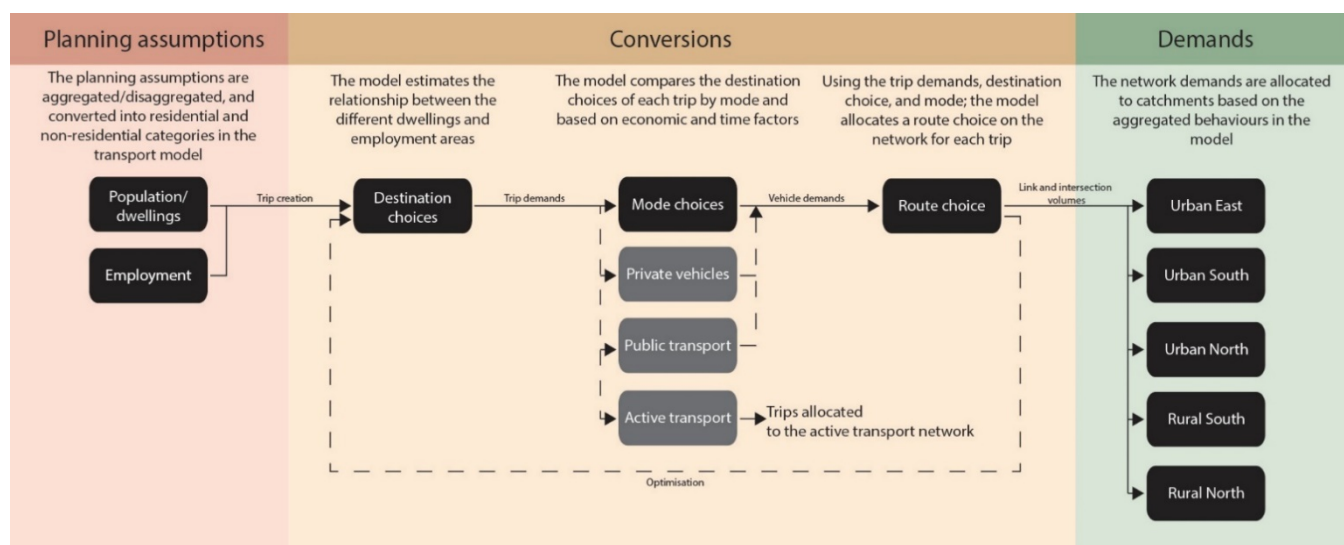 Planning assumptions
Conversions
Demands
The planning assumptions are
aggregated/disaggregated, and
converted into residential and
non-residential categories in the
transport model
The model estimates the
relationship between the
different dwellings and
employment areas
The model compares the destination
choices of each trip by mode and
based on economic and time factors
Using the trip demands, destination
choice, and mode; the model
allocates a route choice on the
network for each trip
The network demands are allocated
to catchments based on the
aggregated behaviours in the
model
Population/
dwellings
Employment
Trip creation
Destination
choices
Trip demands
Mode choices
Private vehicles
Public transport
Active transport
Vehicle demands
Trips allocated
to the active transport network
Route choice
Link and intersection
volumes
Urban East
Urban South
Urban North
Rural South
Rural North
Optimisation